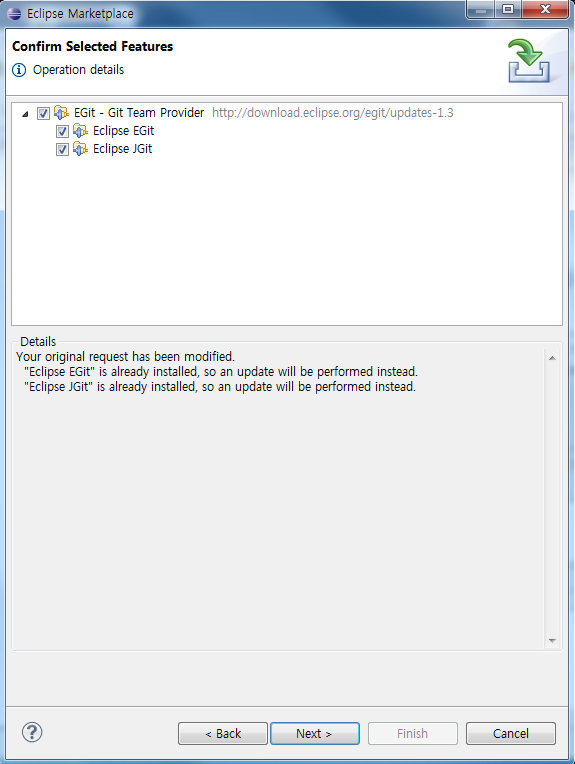 Eclipse Marketplace
Confirm Selected Features
Operation details
EGit - Git Team Provider http://download.eclipse.org/egit/updates-1.3
Eclipse EGit
Eclipse JGit
Details
Your original request has been modified.
"Eclipse EGit" is already installed, so an update will be performed instead.
"Eclipse JGit" is already installed, so an update will be performed instead.
< Back Next > Finish Cancel